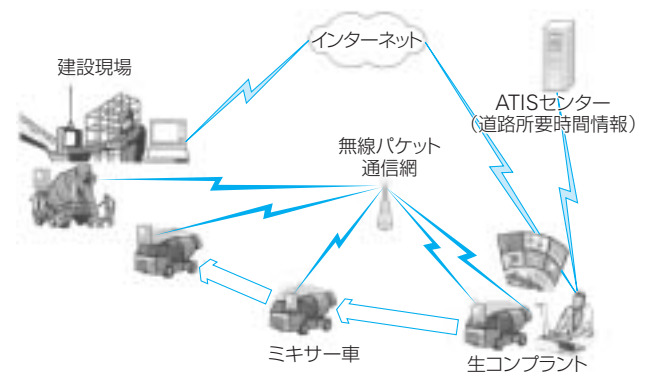 インターネット
建設現場
ATISセンター
(道路所要時間情報)
無線パケット
通信網
ミキサー車
生コンプラント